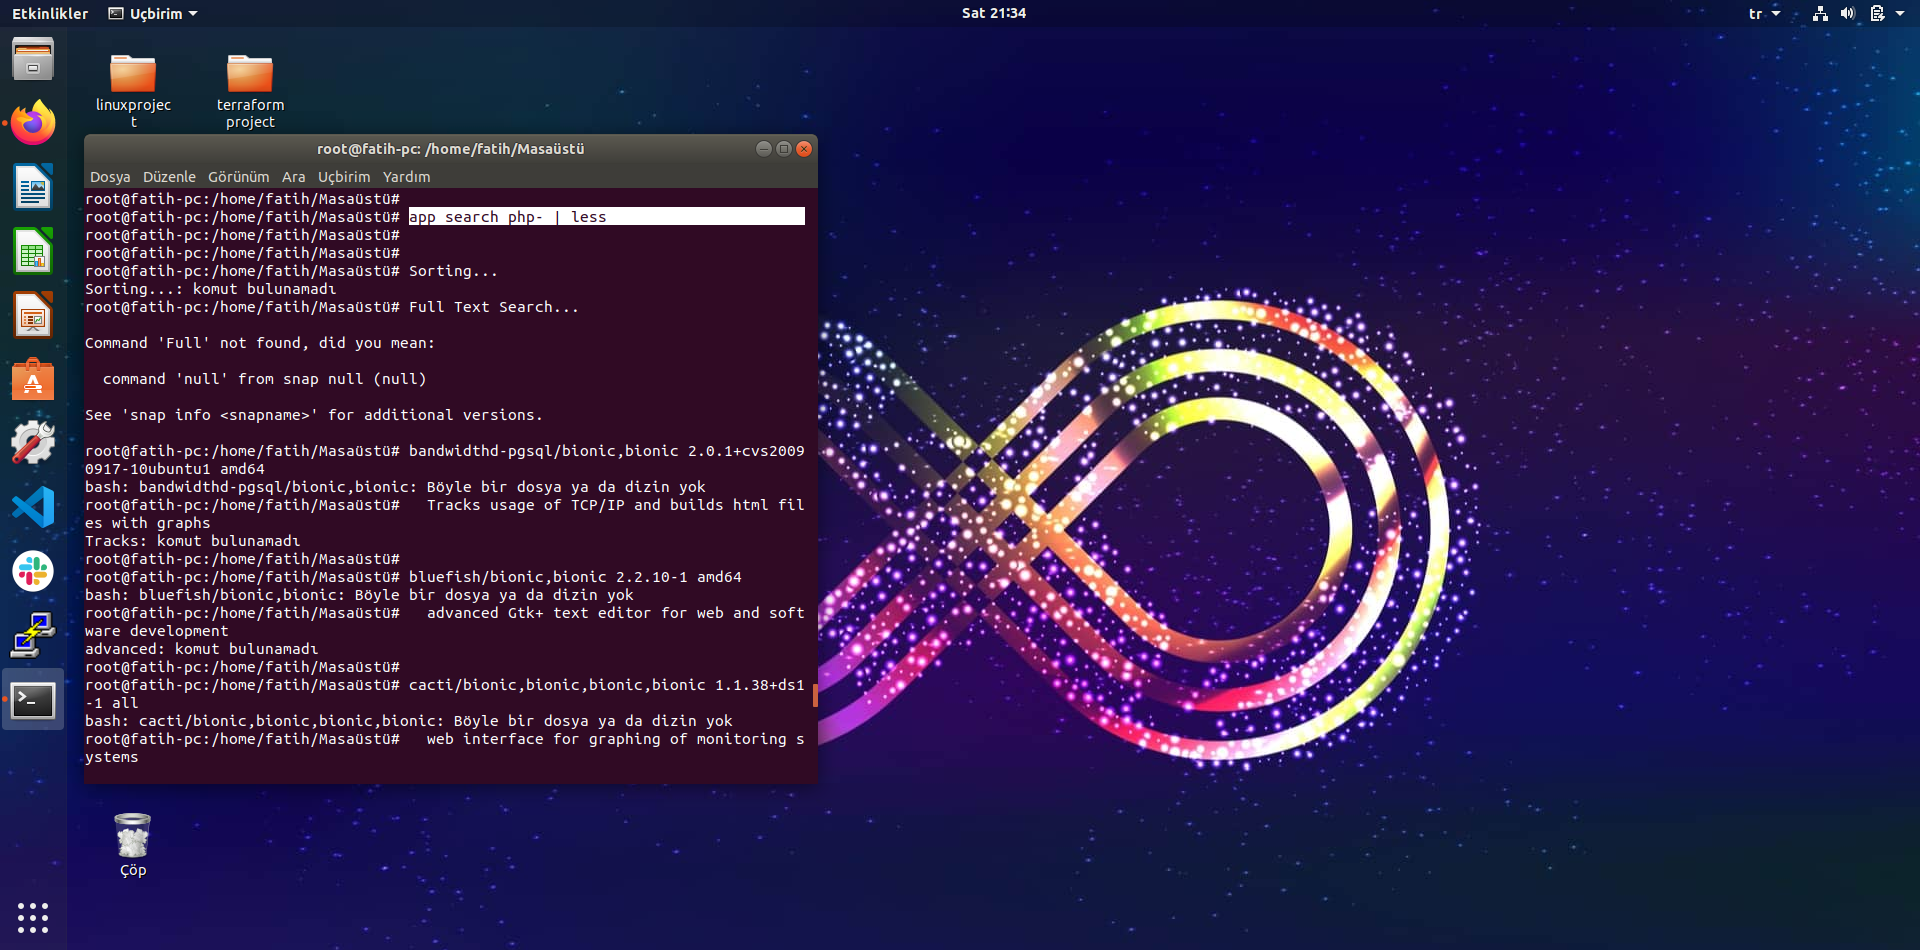 Etkinlikler
Uçbirim
Sat 21:34
tr
linuxprojec
t
terraform
project
root@fatih-pc: /home/fatih/Masaüstü
Dosya Düzenle Görünüm Ara Uçbirim Yardım
root@fatih-pc:/home/fatih/Masaüstü#
root@fatih-pc:/home/fatih/Masaüstü# app search php- | less
root@fatih-pc:/home/fatih/Masaüstü#
root@fatih-pc:/home/fatih/Masaüstü#
root@fatih-pc:/home/fatih/Masaüstü# Sorting...
Sorting...: komut bulunamadı
root@fatih-pc:/home/fatih/Masaüstü# Full Text Search...
Command 'Full' not found, did you mean:
command 'null' from snap null (null)
See 'snap info <snapname>' for additional versions.
root@fatih-pc:/home/fatih/Masaüstü# bandwidthd-pgsql/bionic,bionic 2.0.1+cvs2009
0917-10ubuntu1 amd64
bash: bandwidthd-pgsql/bionic,bionic: Böyle bir dosya ya da dizin yok
root@fatih-pc:/home/fatih/Masaüstü#   Tracks usage of TCP/IP and builds html fil
es with graphs
Tracks: komut bulunamadı
root@fatih-pc:/home/fatih/Masaüstü#
root@fatih-pc:/home/fatih/Masaüstü# bluefish/bionic,bionic 2.2.10-1 amd64
bash: bluefish/bionic,bionic: Böyle bir dosya ya da dizin yok
root@fatih-pc:/home/fatih/Masaüstü#   advanced Gtk+ text editor for web and soft
ware development
advanced: komut bulunamadı
root@fatih-pc:/home/fatih/Masaüstü#
root@fatih-pc:/home/fatih/Masaüstü# cacti/bionic,bionic,bionic,bionic 1.1.38+ds1
-1 all
bash: cacti/bionic,bionic,bionic,bionic: Böyle bir dosya ya da dizin yok
root@fatih-pc:/home/fatih/Masaüstü#   web interface for graphing of monitoring s
ystems
Çöp